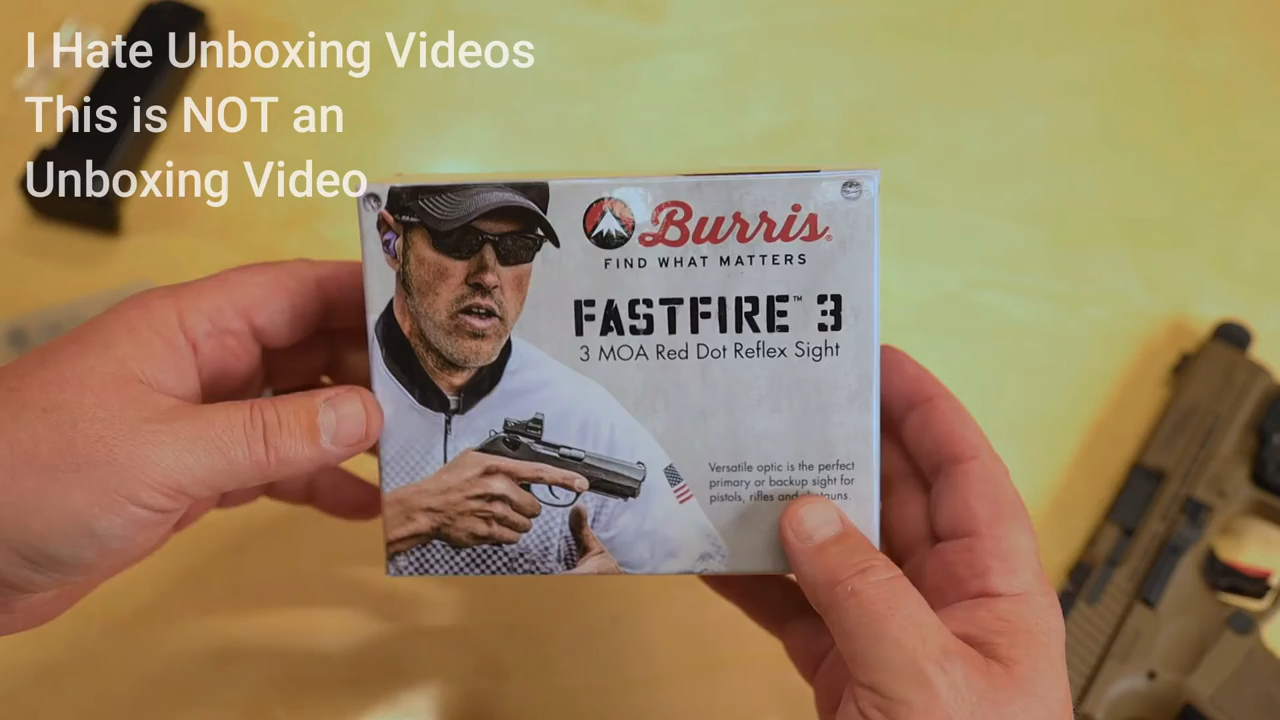 I Hate Unboxing Videos
This is NOT an
Unboxing Video
Burris
FIND WHAT MATTERS
FASTFIRE™ 3
3 MOA Red Dot Reflex Sight
Versatile optic is the perfect
primary or backup sight for
pistols, rifles and shotguns.